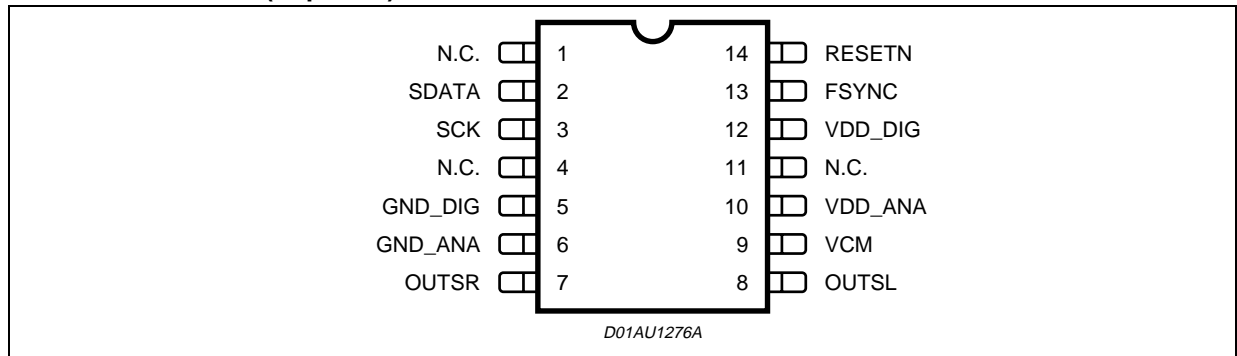 N.C. 1 14 RESETN
SDATA 2 13 FSYNC
SCK 3 12 VDD_DIG
N.C. 4 11 N.C.
GND_DIG 5 10 VDD_ANA
GND_ANA 6 9 VCM
OUTSR 7 8 OUTSL
D01AU1276A